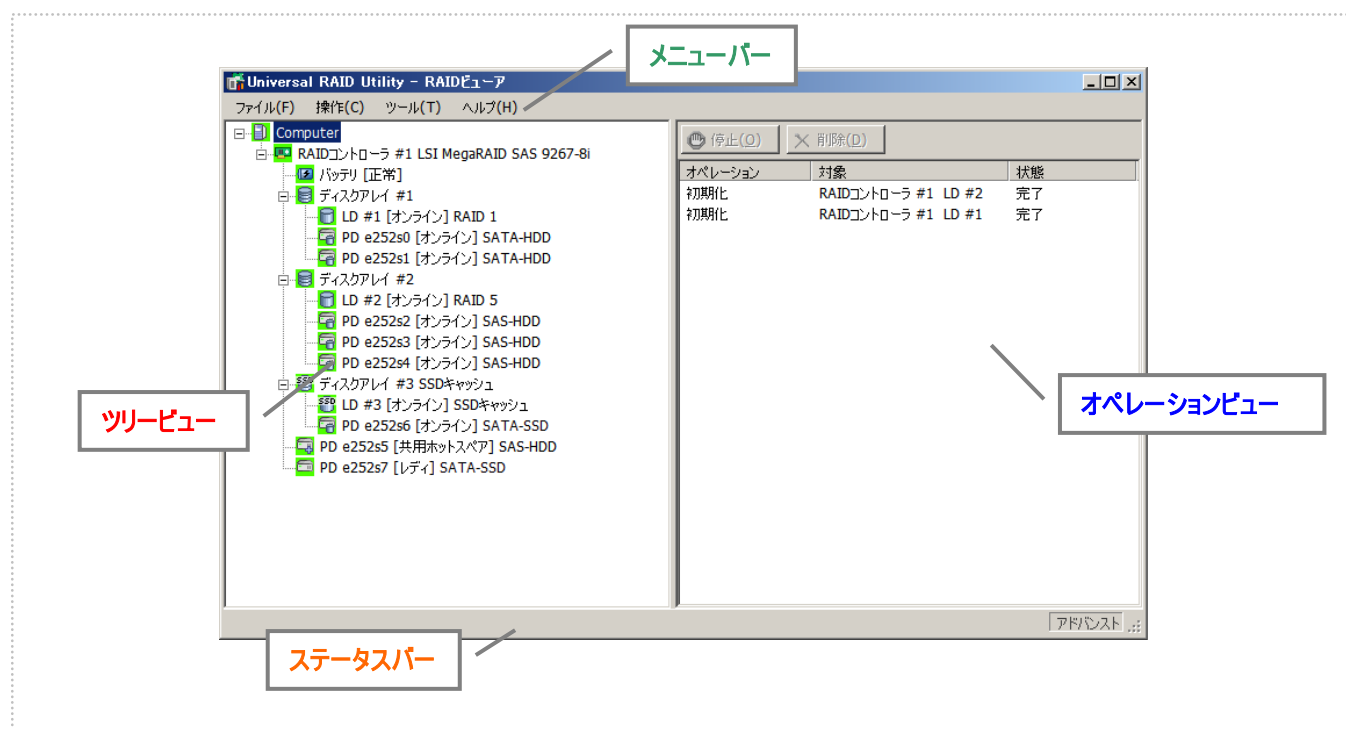 メニューバー
Universal RAID Utility - RAIDビューア
ファイル(F) 操作(C) ツール(T) ヘルプ(H)
Computer
RAIDコントローラ #1 LSI MegaRAID SAS 9267-8i
バッテリ [正常]
ディスクアレイ #1
LD #1 [オンライン] RAID 1
PD e252s0 [オンライン] SATA-HDD
PD e252s1 [オンライン] SATA-HDD
ディスクアレイ #2
LD #2 [オンライン] RAID 5
PD e252s2 [オンライン] SAS-HDD
PD e252s3 [オンライン] SAS-HDD
PD e252s4 [オンライン] SAS-HDD
ディスクアレイ #3 SSDキャッシュ
LD #3 [オンライン] SSDキャッシュ
PD e252s6 [オンライン] SATA-SSD
PD e252s5 [共用ホットスペア] SAS-HDD
PD e252s7 [レディ] SATA-SSD
停止(O) 削除(D)
オペレーション 対象 状態
初期化 RAIDコントローラ #1 LD #2 完了
初期化 RAIDコントローラ #1 LD #1 完了
ツリービュー
オペレーションビュー
アドバンスト
ステータスバー